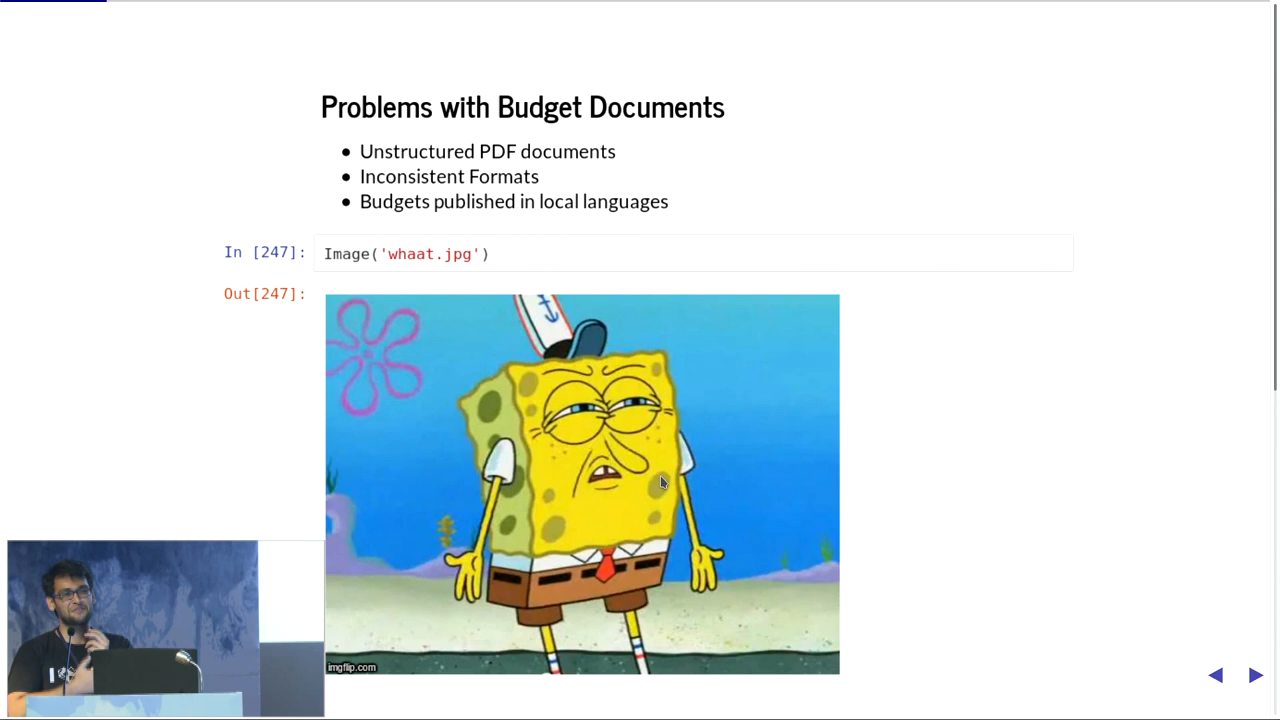 Problems with Budget Documents
• Unstructured PDF documents
• Inconsistent Formats
• Budgets published in local languages
In [247]: Image('whaat.jpg')
Out[247]:
imgflip.com